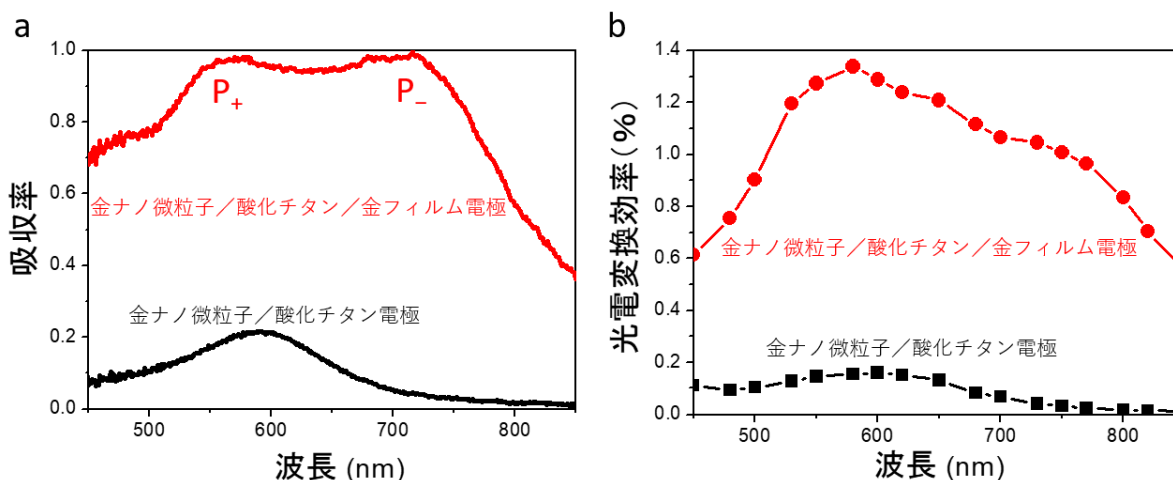 a
1.0
0.8
0.6
0.4
0.2
0.0
吸収率
P+
P−
金ナノ微粒子／酸化チタン／金フィルム電極
金ナノ微粒子／酸化チタン電極
500
600
700
800
波長 (nm)
b
1.4
1.2
1.0
0.8
0.6
0.4
0.2
0.0
光電変換効率(%)
金ナノ微粒子／酸化チタン／金フィルム電極
金ナノ微粒子／酸化チタン電極
500
600
700
800
波長 (nm)